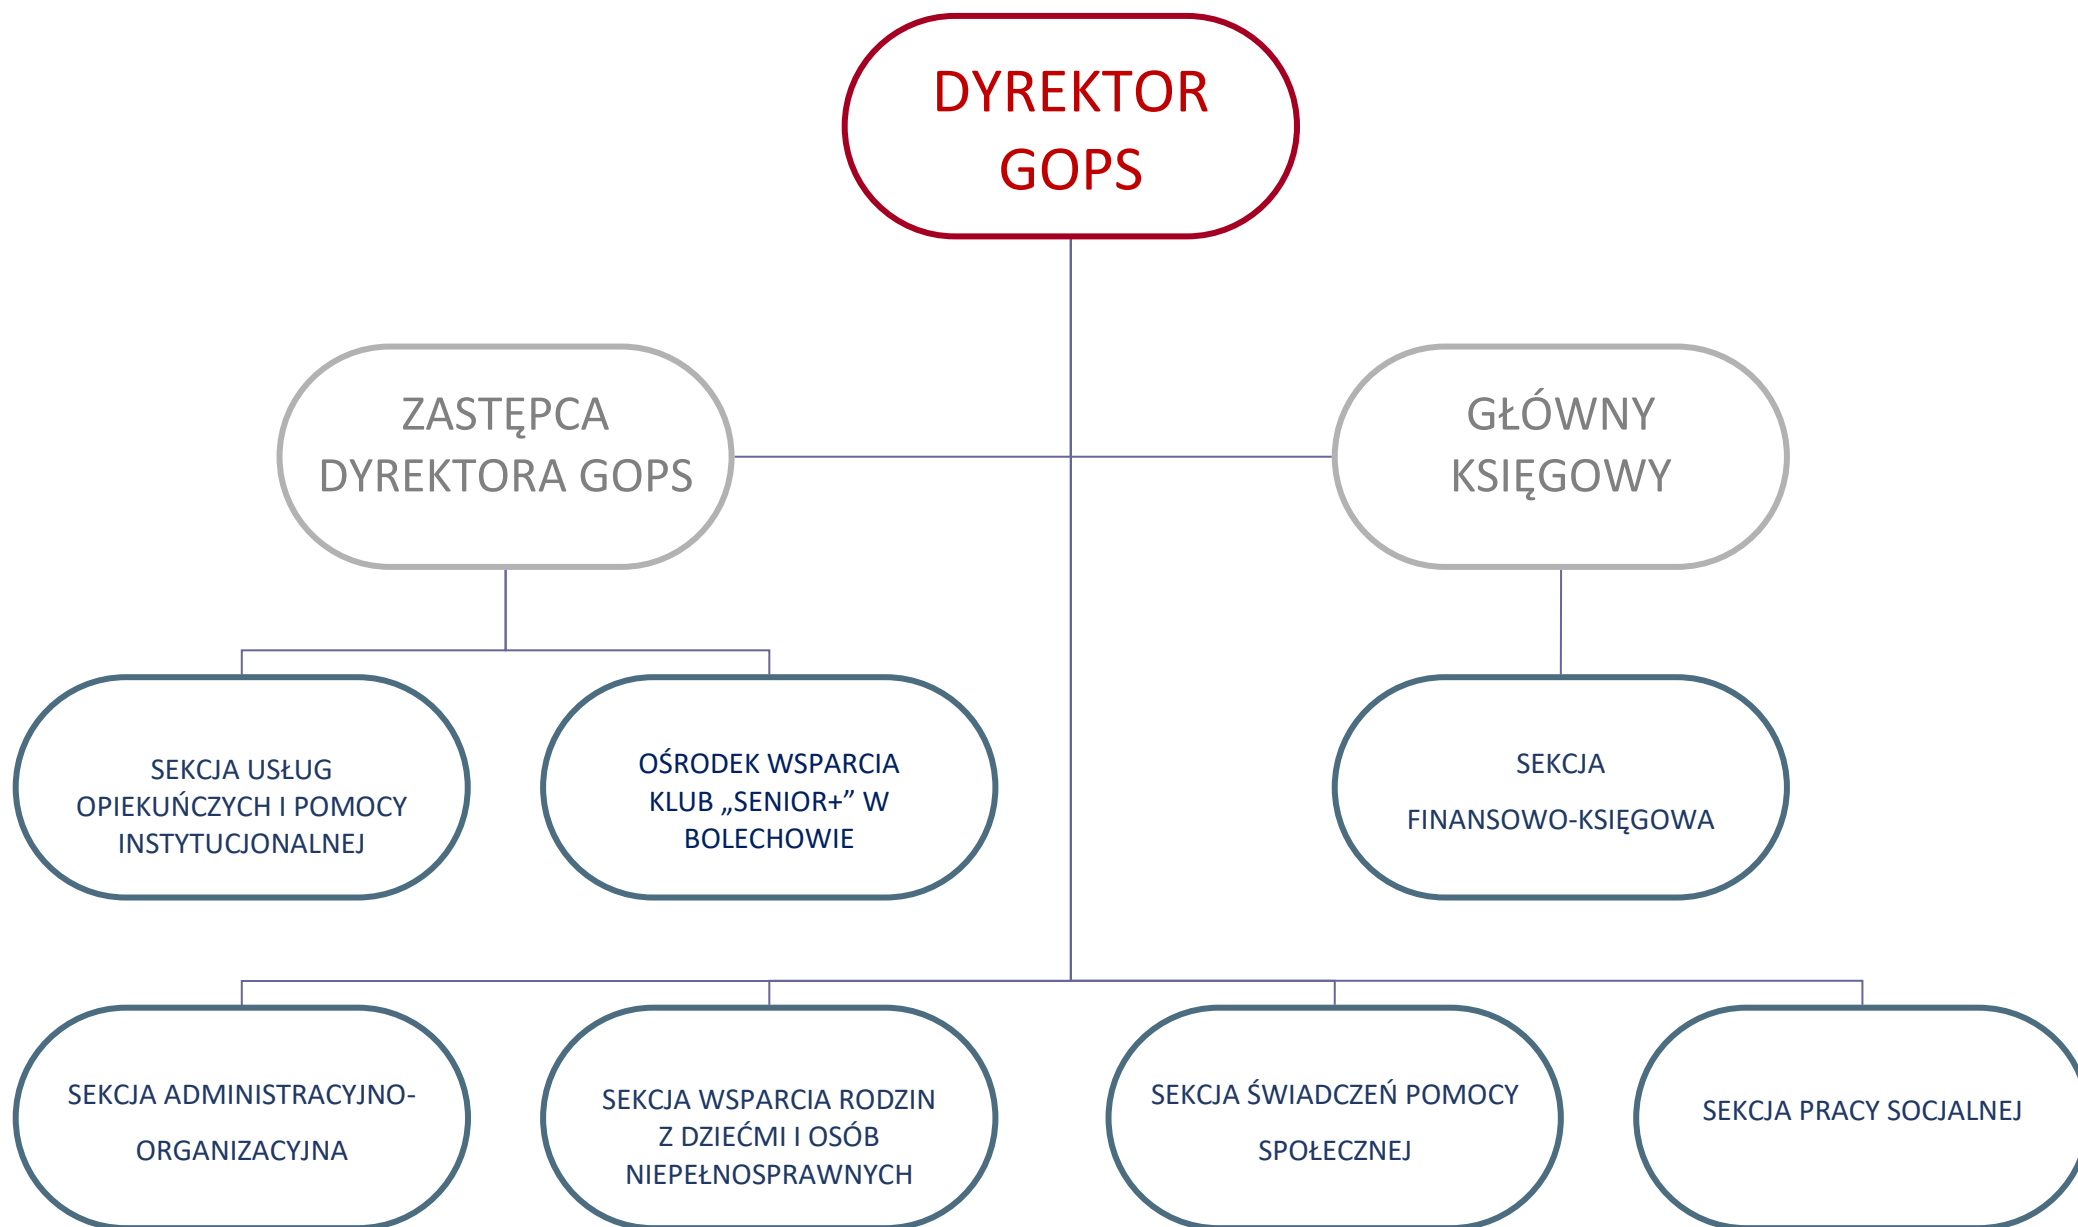 DYREKTOR
GOPS
ZASTĘPCA
DYREKTORA GOPS
GŁÓWNY
KSIĘGOWY
SEKCJA USŁUG
OPIEKUŃCZYCH I POMOCY
INSTYTUCJONALNEJ
OŚRODEK WSPARCIA
KLUB „SENIOR+” W
BOLECHOWIE
SEKCJA
FINANSOWO-KSIĘGOWA
SEKCJA ADMINISTRACYJNO-
ORGANIZACYJNA
SEKCJA WSPARCIA RODZIN
Z DZIEĆMI I OSÓB
NIEPEŁNOSPRAWNYCH
SEKCJA ŚWIADCZEŃ POMOCY
SPOŁECZNEJ
SEKCJA PRACY SOCJALNEJ